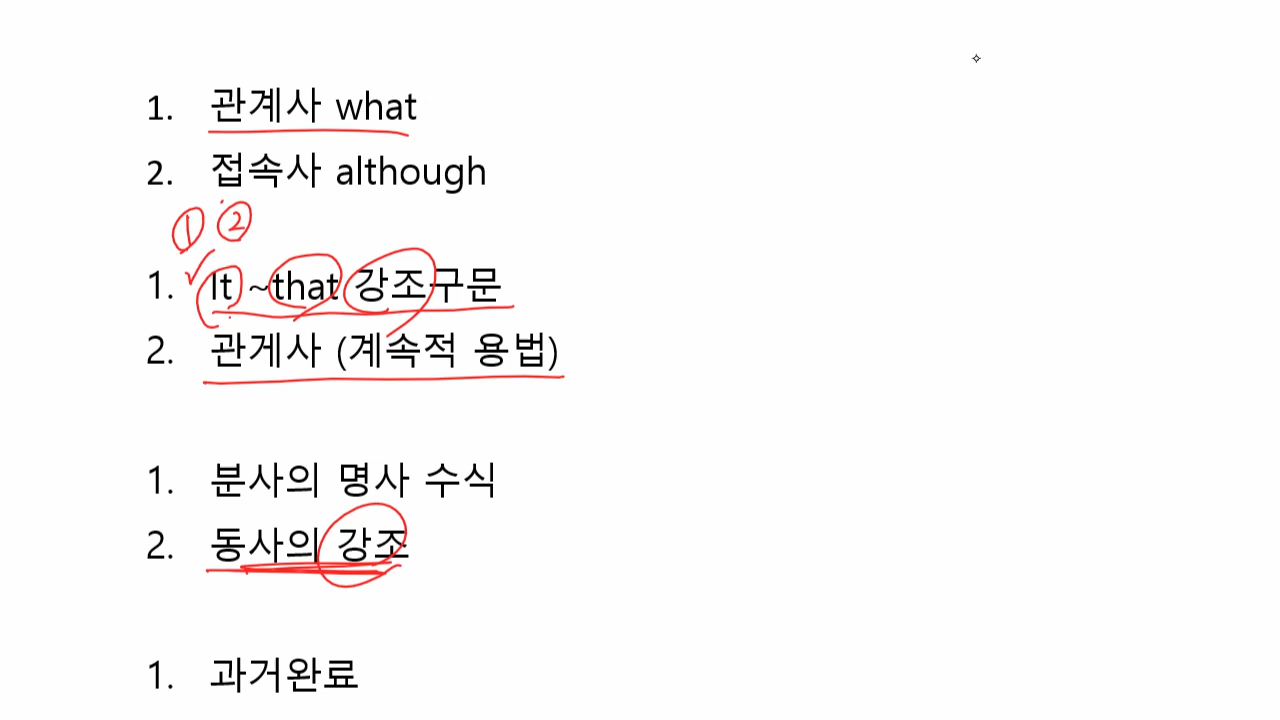 1. 관계사 what
2. 접속사 although
① ②
1. It ~that 강조구문
2. 관게사 (계속적 용법)
1. 분사의 명사 수식
2. 동사의 강조
1. 과거완료